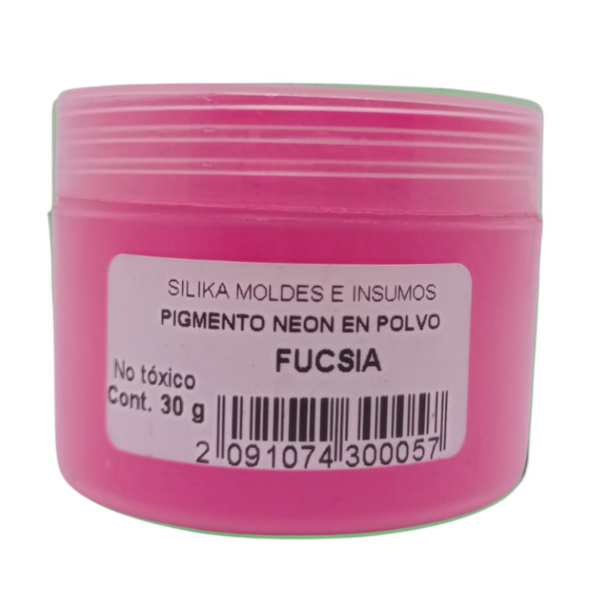 SILIKA MOLDES E INSUMOS
PIGMENTO NEON EN POLVO
FUCSIA
No tóxico
Cont. 30 g
2 091074 300057